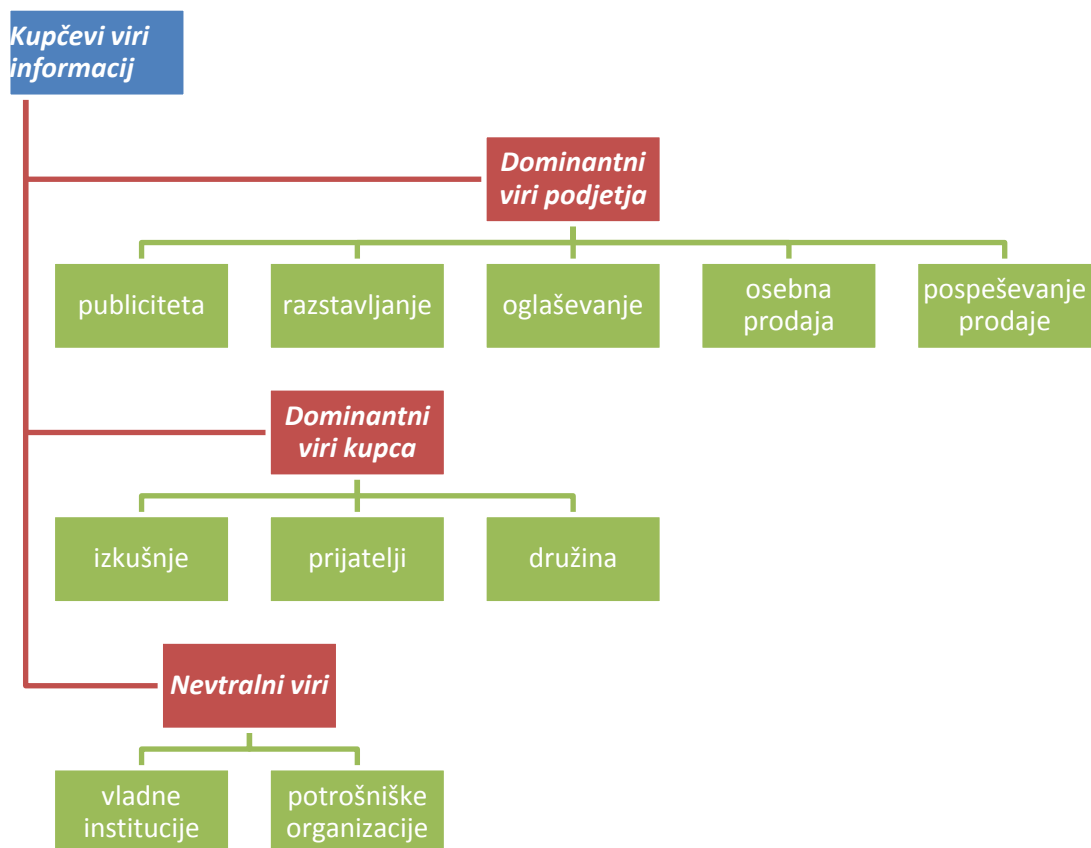 Kupčevi viri
informacij
Dominantni
viri podjetja
publiciteta
razstavljanje
oglaševanje
osebna
prodaja
pospeševanje
prodaje
Dominantni
viri kupca
izkušnje
prijatelji
družina
Nevtralni viri
vladne
institucije
potrošniške
organizacije